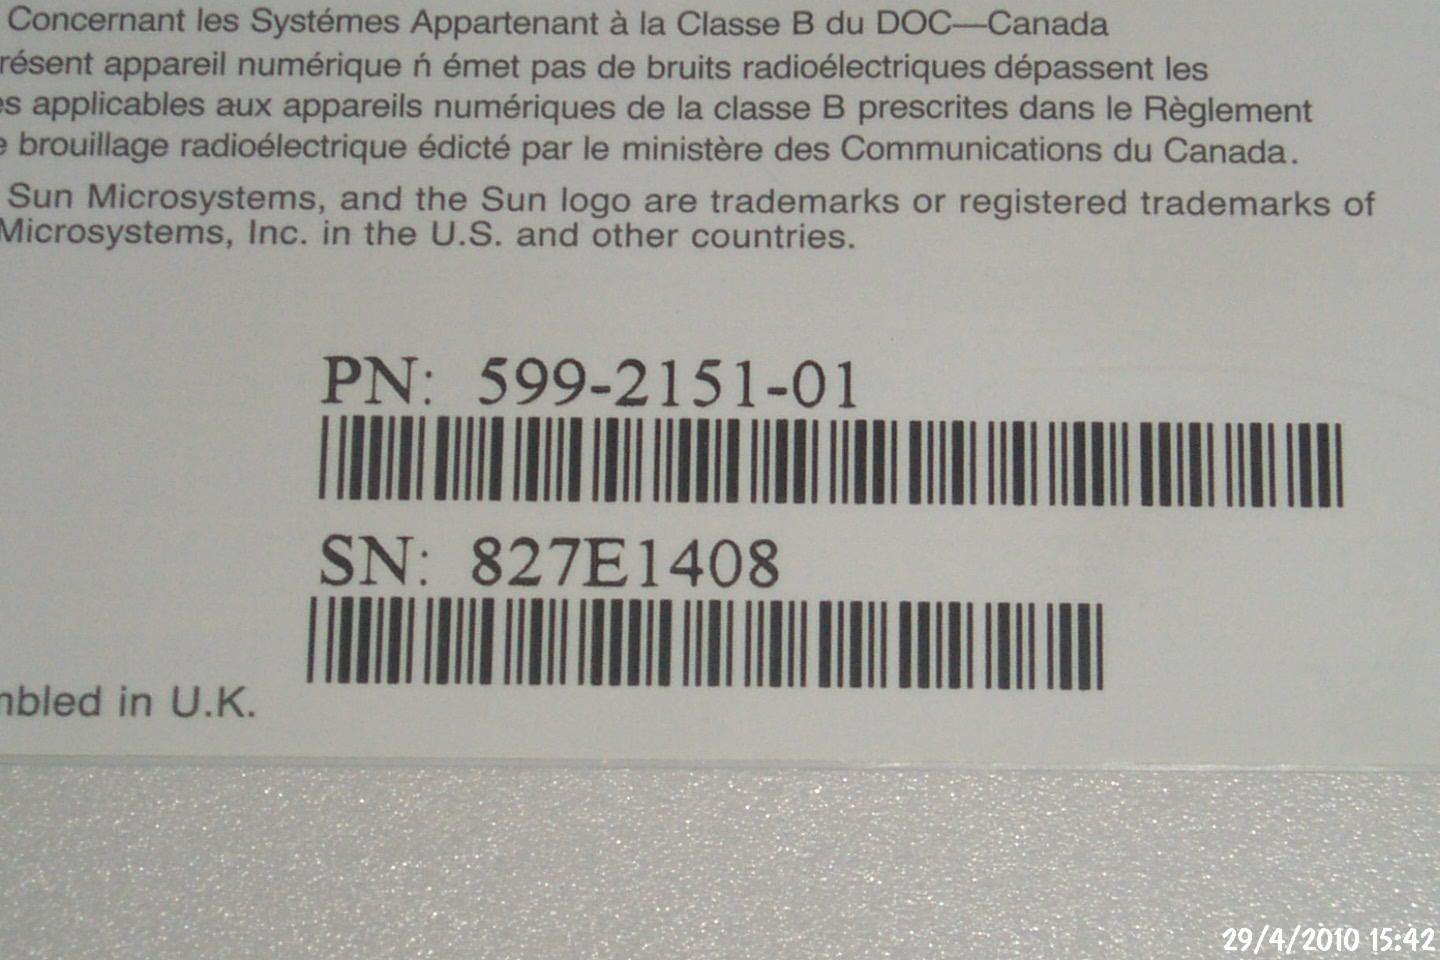 Concernant les Systémes Appartenant à la Classe B du DOC—Canada
résent appareil numérique ń émet pas de bruits radioélectriques dépassent les
es applicables aux appareils numériques de la classe B prescrites dans le Règlement
e brouillage radioélectrique édicté par le ministère des Communications du Canada.
Sun Microsystems, and the Sun logo are trademarks or registered trademarks of
Microsystems, Inc. in the U.S. and other countries.
PN: 599-2151-01
SN: 827E1408
mbled in U.K.
29/4/2010 15:42